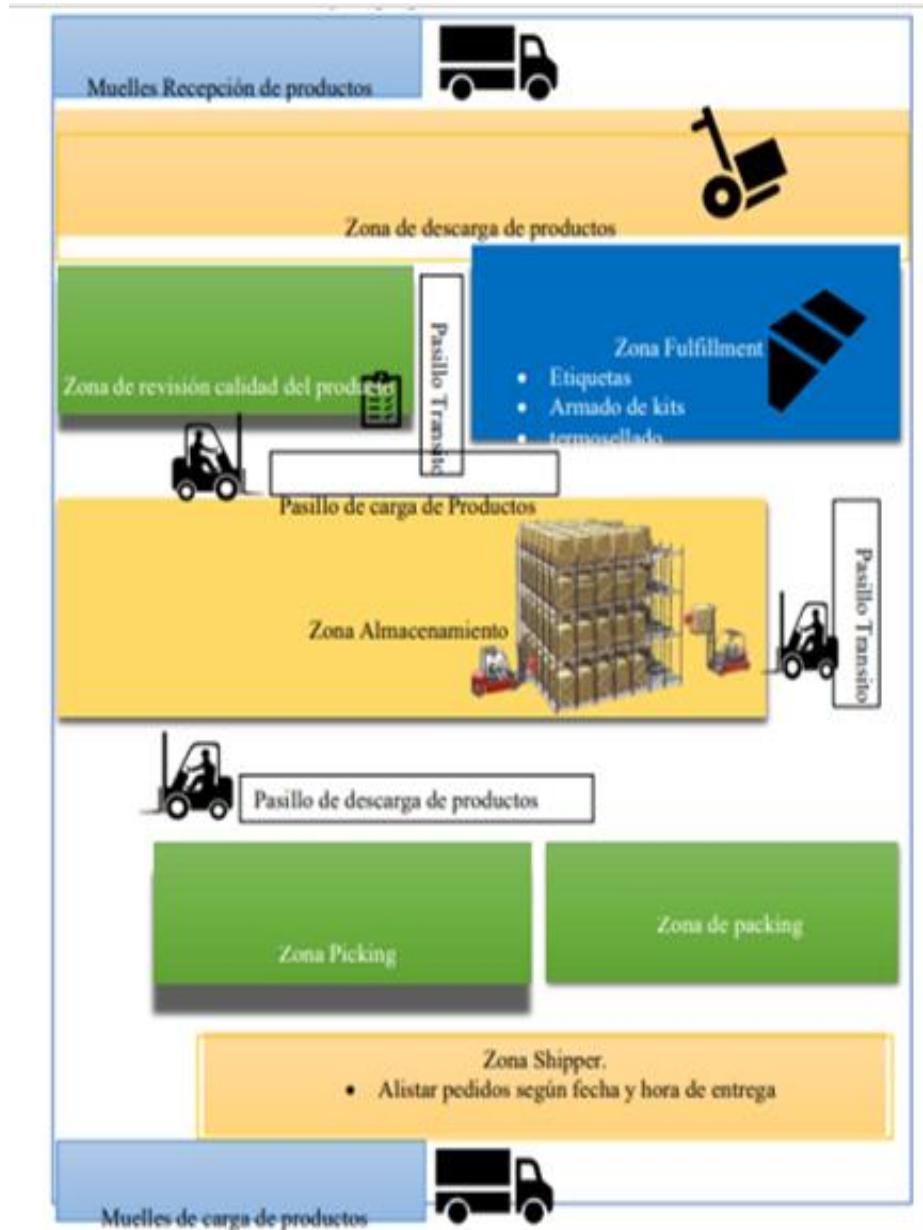 Muelles Recepción de productos
Zona de descarga de productos
Zona de revisión calidad del producto
Pasillo Transito
Zona Fulfillment
• Etiquetas
• Armado de kits
• termosellado
Pasillo de carga de Productos
Zona Almacenamiento
Pasillo Transito
Pasillo de descarga de productos
Zona Picking
Zona de packing
Zona Shipper.
• Alistar pedidos según fecha y hora de entrega
Muelles de carga de productos